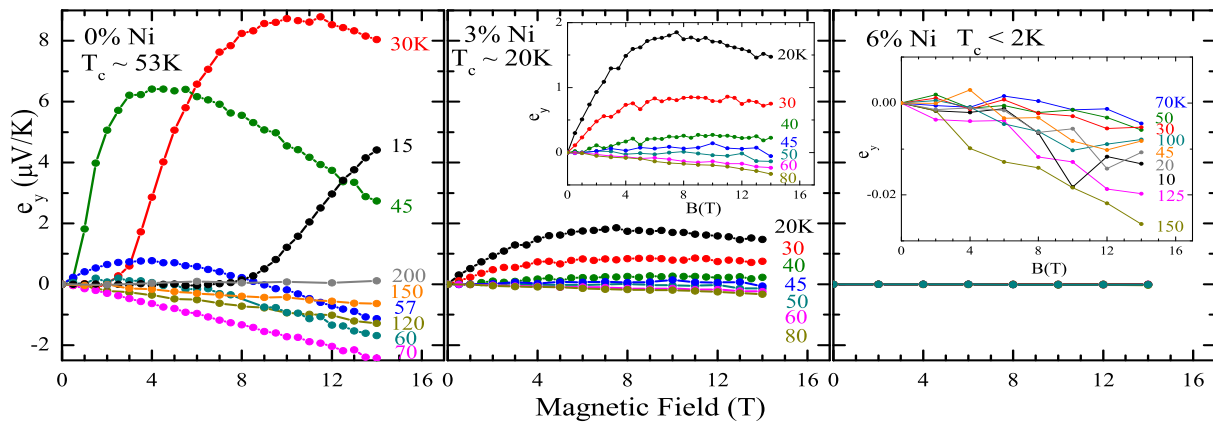 e_y (μV/K)
8
6
4
2
0
-2
0% Ni
T_c ~ 53K
30K
15
45
200
150
57
120
60
70
0 4 8 12 16
3% Ni
T_c ~ 20K
e_y
2
1
0
20K
30
40
45
50
60
80
0 4 8 12 16
B(T)
20K
30
40
45
50
60
80
0 4 8 12 16
6% Ni T_c < 2K
e_y
0.00
-0.02
70K
50
30
100
45
20
10
125
150
0 4 8 12 16
B(T)
0 4 8 12 16
Magnetic Field (T)